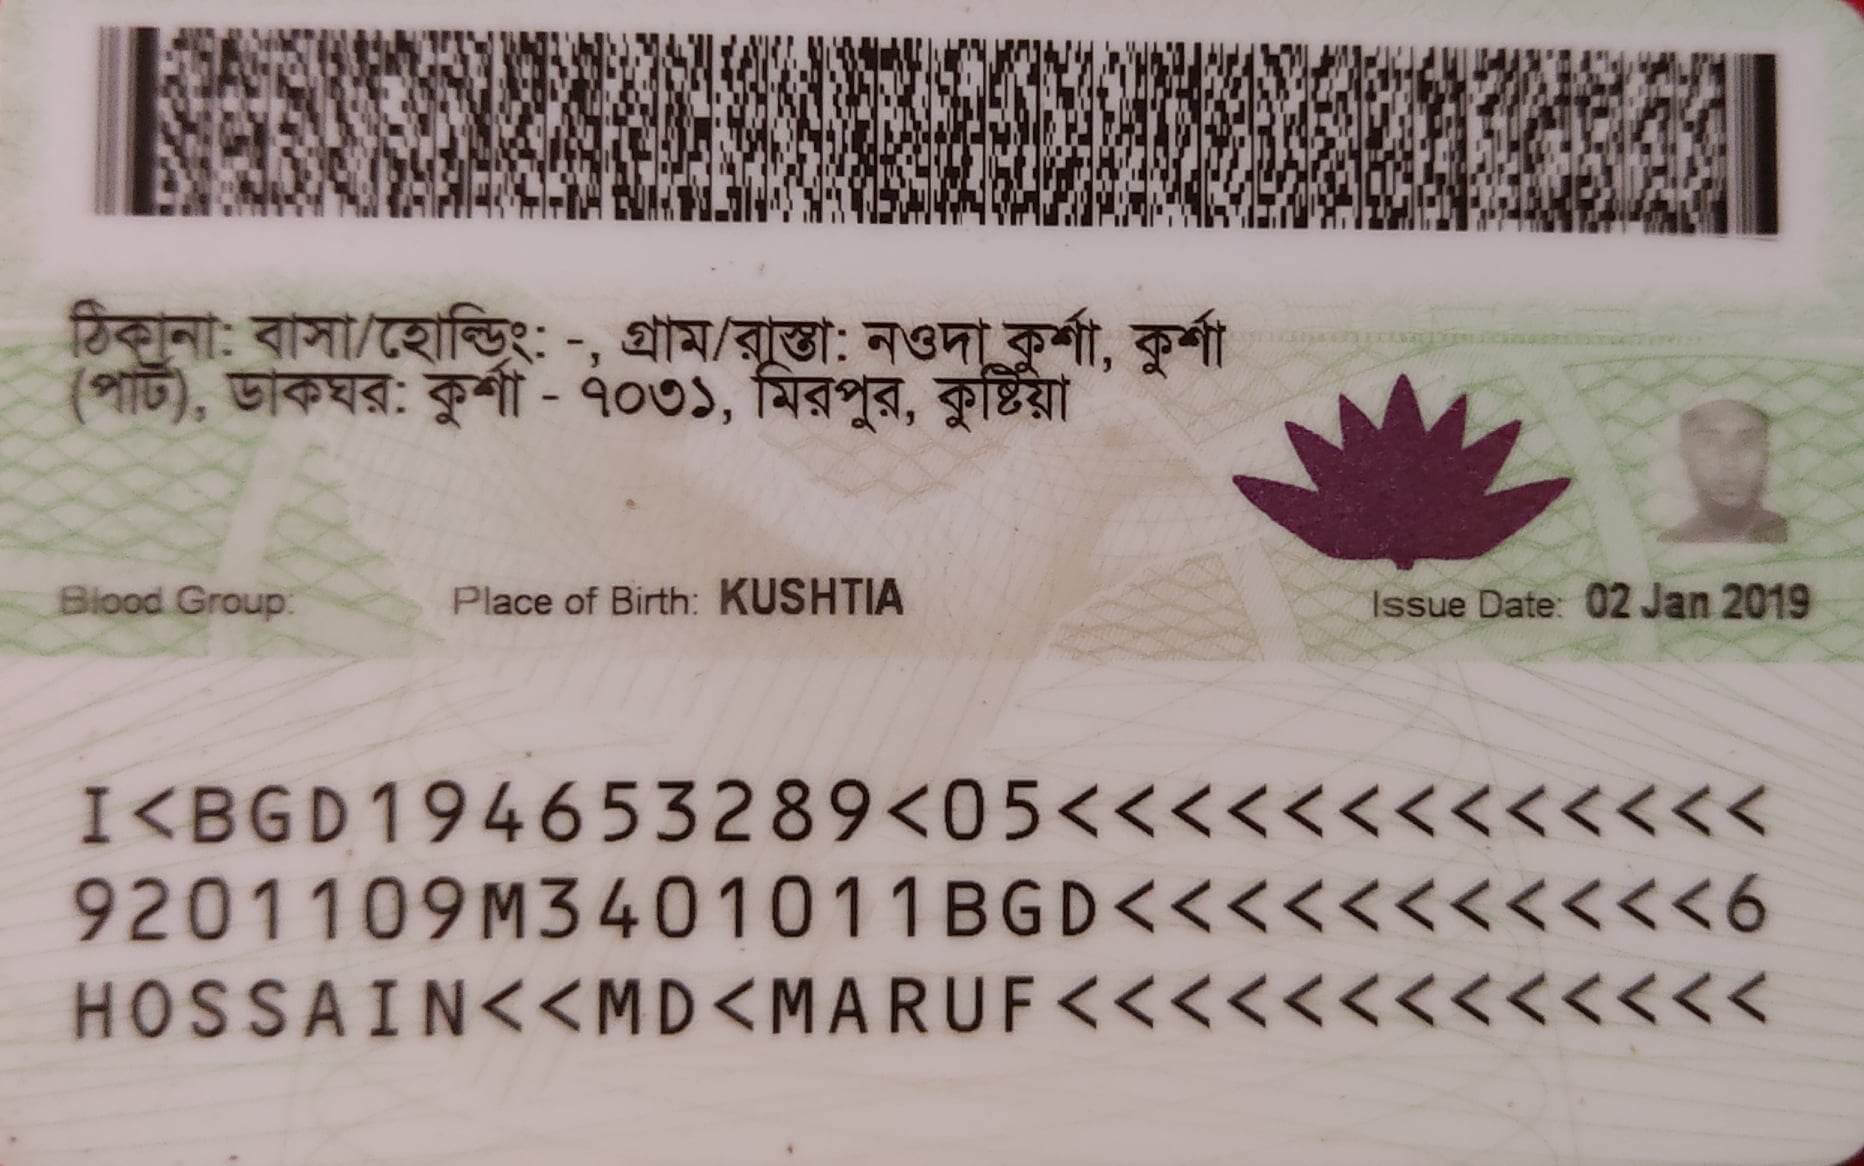 ঠিকানা: বাসা/হোল্ডিং: -, গ্রাম/রাস্তা: নওদা কুর্শা, কুর্শা
(পার্ট), ডাকঘর: কুর্শা - ৭০৩১, মিরপুর, কুষ্টিয়া
Blood Group: Place of Birth: KUSHTIA Issue Date: 02 Jan 2019
I<BGD194653289<05<<<<<<<<<<<<<
9201109M3401011BGD<<<<<<<<<<<6
HOSSAIN<<MD<MARUF<<<<<<<<<<<<<